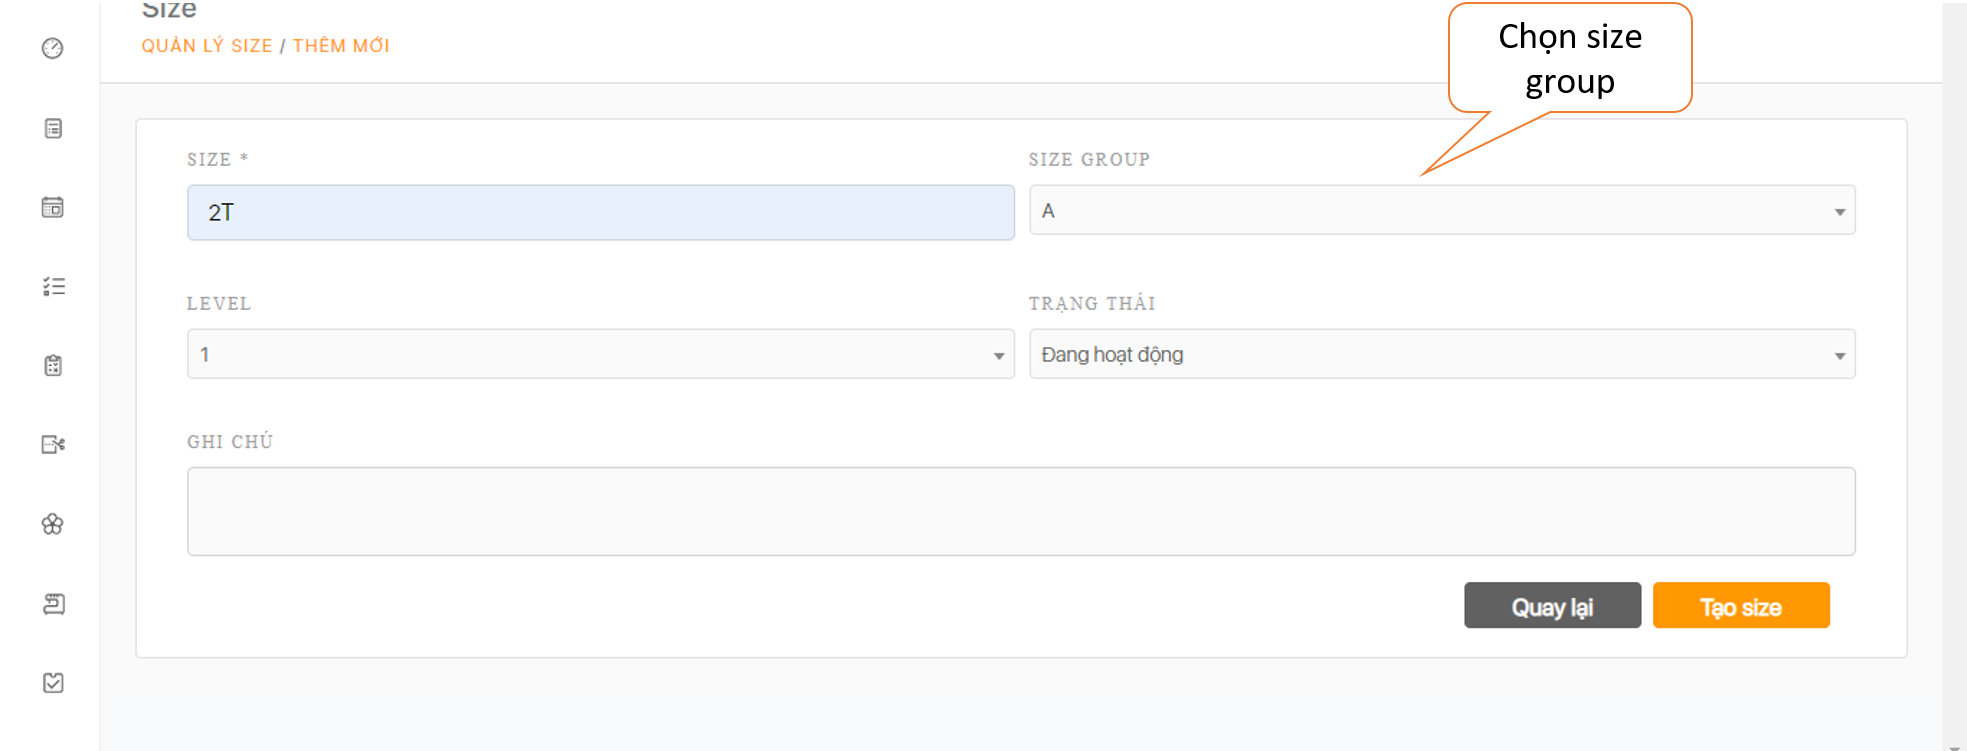 Size
QUẢN LÝ SIZE / THÊM MỚI
Chọn size
group
SIZE *
SIZE GROUP
2T
A
LEVEL
TRẠNG THÁI
1
Đang hoạt động
GHI CHÚ
Quay lại
Tạo size